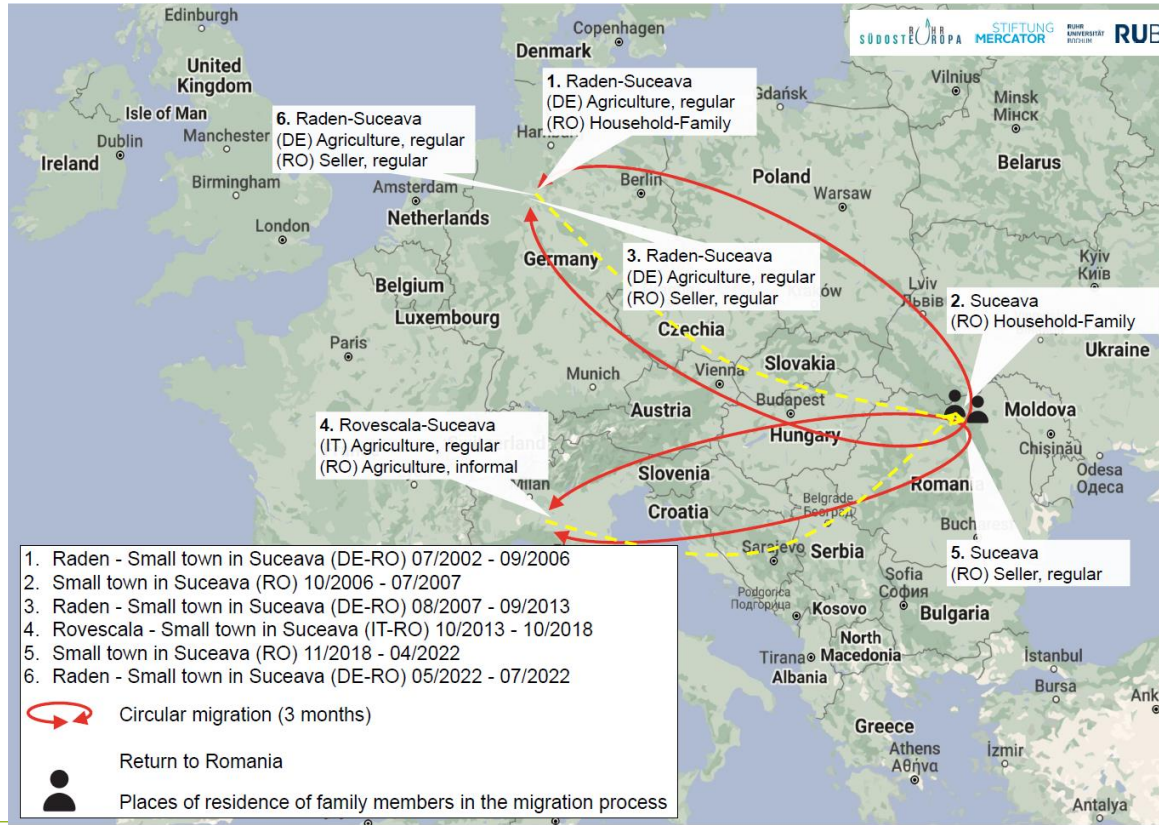 Edinburgh
Copenhagen
Denmark
SÜDOSTEUROPA
RUHR
STIFTUNG
MERCATOR
RUHR
UNIVERSITÄT
BOCHUM
RUB
United
Kingdom
Isle of Man
Vilnius
Minsk
Мінск
Gdańsk
1. Raden-Suceava
(DE) Agriculture, regular
(RO) Household-Family
6. Raden-Suceava
(DE) Agriculture, regular
(RO) Seller, regular
Dublin
Manchester
Ireland
Belarus
Birmingham
Amsterdam
Berlin
Poland
Warsaw
Netherlands
London
3. Raden-Suceava
(DE) Agriculture, regular
(RO) Seller, regular
Germany
Kyiv
Київ
Belgium
Lviv
Львів
2. Suceava
(RO) Household-Family
Luxembourg
Czechia
Ukraine
Paris
Slovakia
Munich
Vienna
Austria
Budapest
Moldova
Hungary
Chișinău
4. Rovescala-Suceava
(IT) Agriculture, regular
(RO) Agriculture, informal
Slovenia
Milan
Odesa
Одеса
Croatia
Romania
Belgrade
Београд
5. Suceava
(RO) Seller, regular
Sarajevo
Serbia
Sofia
София
Podgorica
Подгорица
Kosovo
Bulgaria
North
Macedonia
Tirana
Albania
İstanbul
Bursa
Ank
Greece
Athens
Αθήνα
İzmir
Antalya
1. Raden - Small town in Suceava (DE-RO) 07/2002 - 09/2006
2. Small town in Suceava (RO) 10/2006 - 07/2007
3. Raden - Small town in Suceava (DE-RO) 08/2007 - 09/2013
4. Rovescala - Small town in Suceava (IT-RO) 10/2013 - 10/2018
5. Small town in Suceava (RO) 11/2018 - 04/2022
6. Raden - Small town in Suceava (DE-RO) 05/2022 - 07/2022
Circular migration (3 months)
Return to Romania
Places of residence of family members in the migration process